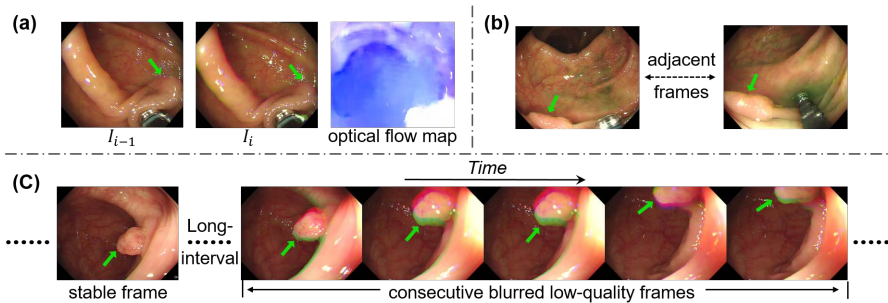 (a)
I_{i-1}
I_i
optical flow map
(b)
adjacent
frames
(C)
Time
stable frame
Long-
interval
consecutive blurred low-quality frames